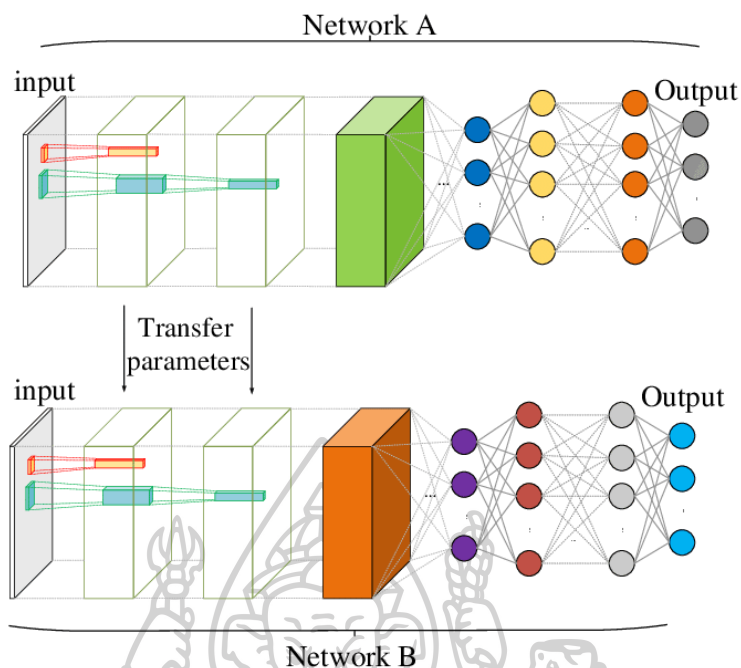 Network A
input
Output
...
Transfer
parameters
input
Output
...
Network B